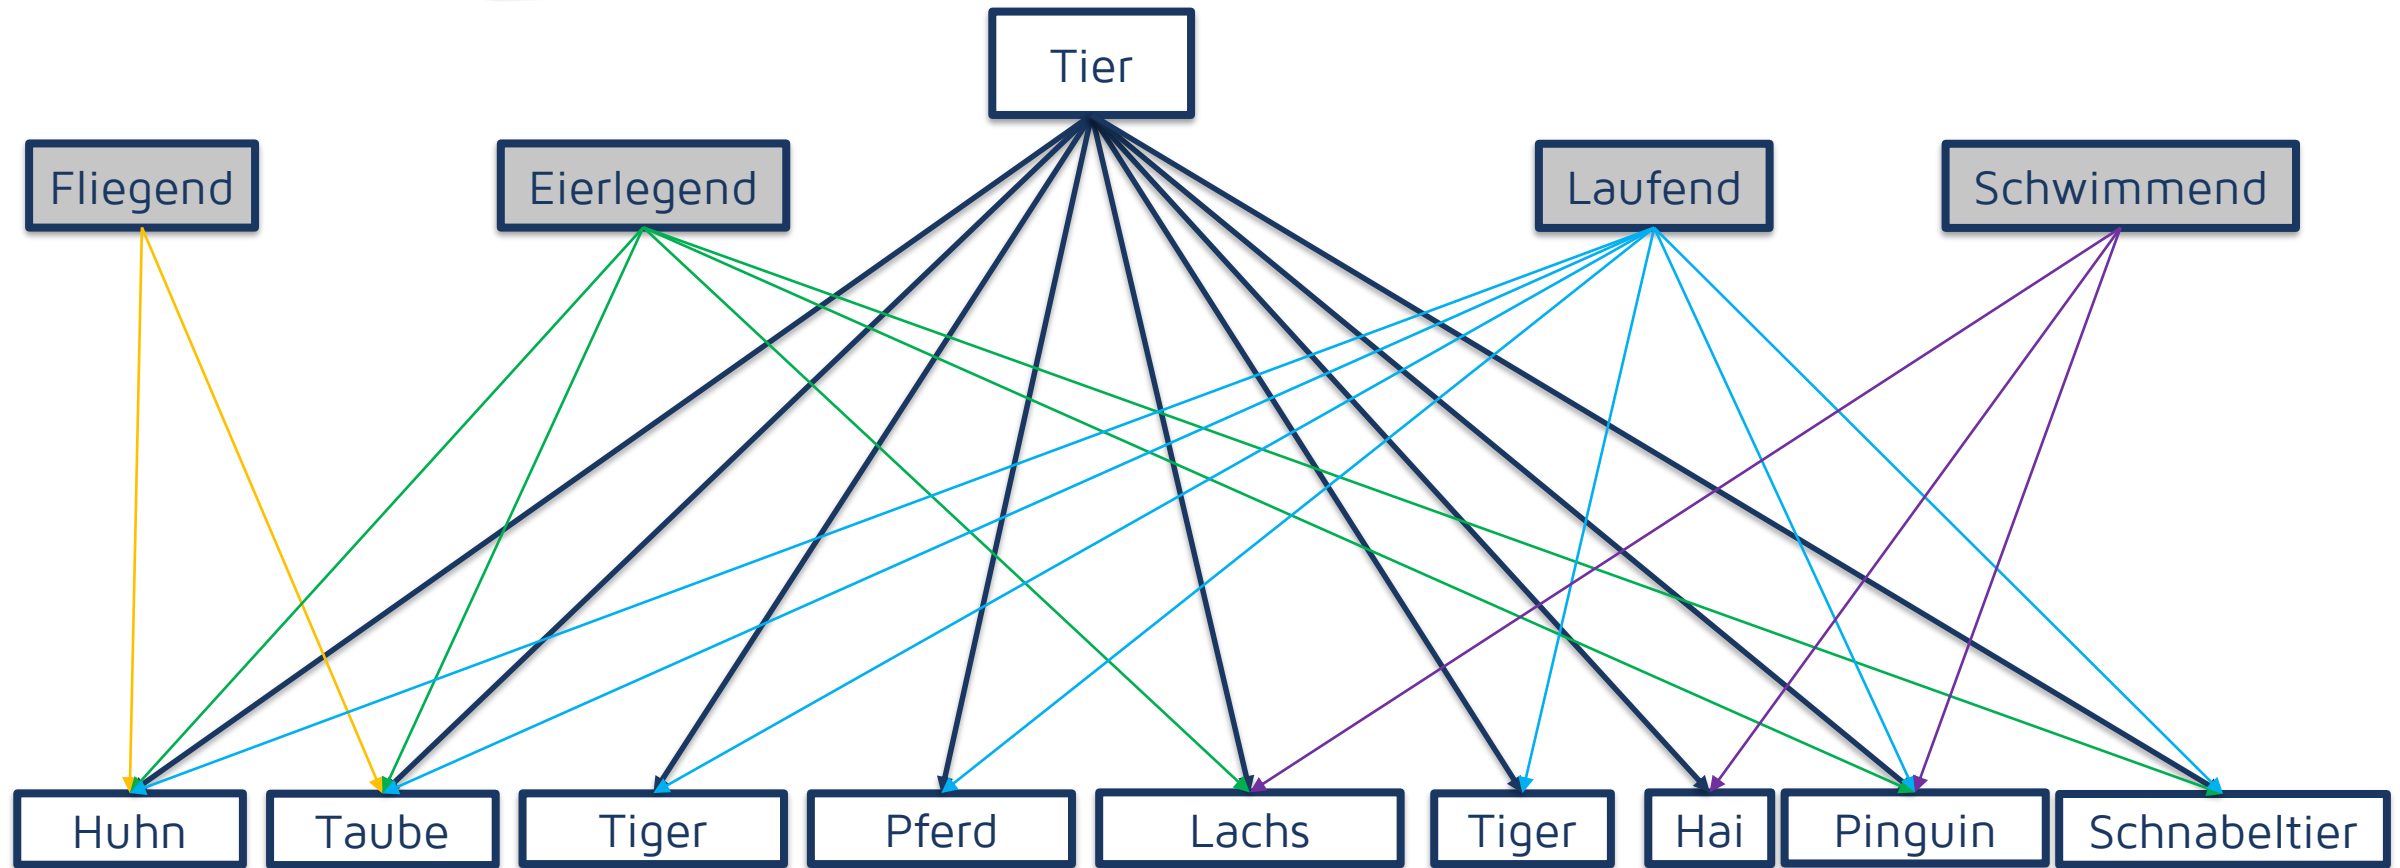 Tier
Fliegend
Eierlegend
Laufend
Schwimmend
Huhn
Taube
Tiger
Pferd
Lachs
Tiger
Hai
Pinguin
Schnabeltier